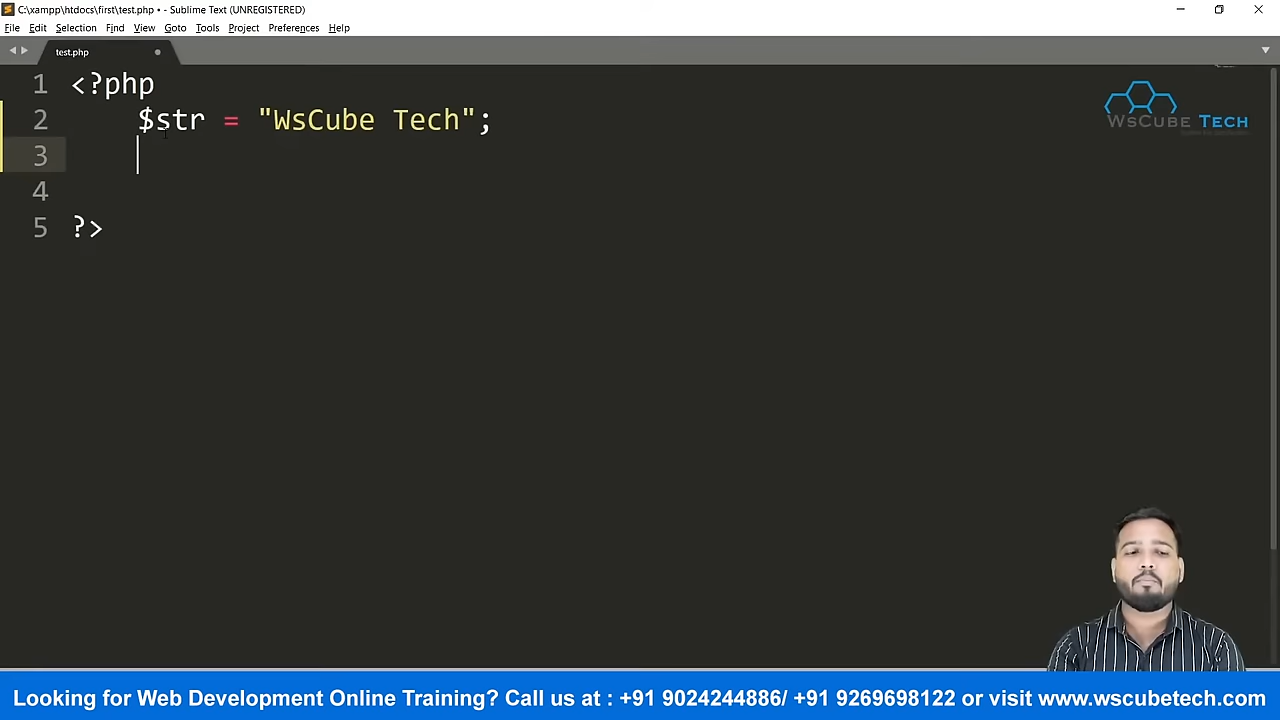 C:\xampp\htdocs\first\test.php • - Sublime Text (UNREGISTERED)
File Edit Selection Find View Goto Tools Project Preferences Help
test.php
1 <?php
2 $str = "WsCube Tech";
3
4
5 ?>
WsCube Tech
Looking for Web Development Online Training? Call us at : +91 9024244886/ +91 9269698122 or visit www.wscubetech.com